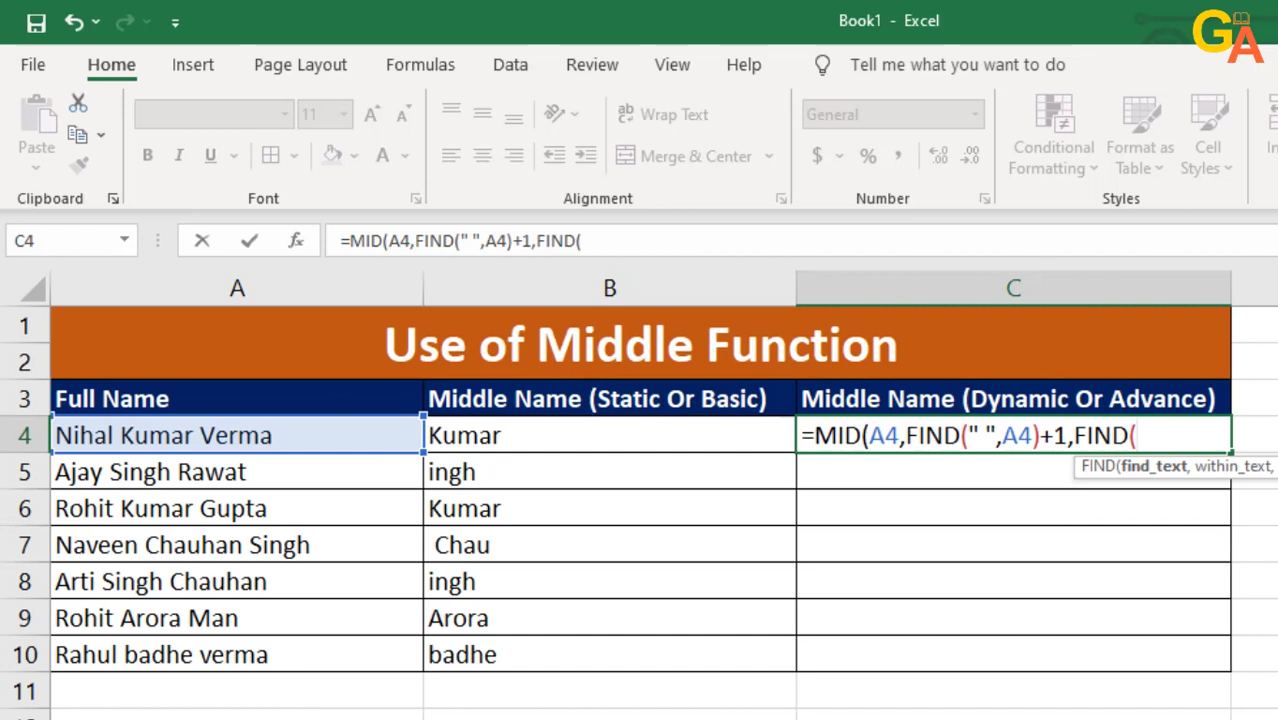 Book1 - Excel
GA
File Home Insert Page Layout Formulas Data Review View Help Tell me what you want to do
11 A A ab Wrap Text General
Paste B I U A Merge & Center $ % , Conditional Formatting Format as Table Cell Styles
Clipboard Font Alignment Number Styles
C4 fx =MID(A4,FIND(" ",A4)+1,FIND(
A B C
1 Use of Middle Function
2
3 Full Name Middle Name (Static Or Basic) Middle Name (Dynamic Or Advance)
4 Nihal Kumar Verma Kumar =MID(A4,FIND(" ",A4)+1,FIND(
FIND(find_text, within_text,
5 Ajay Singh Rawat ingh
6 Rohit Kumar Gupta Kumar
7 Naveen Chauhan Singh Chau
8 Arti Singh Chauhan ingh
9 Rohit Arora Man Arora
10 Rahul badhe verma badhe
11